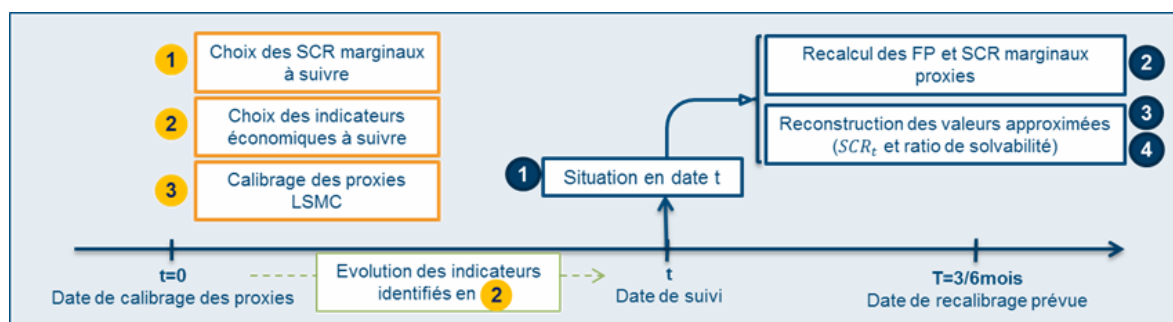 1
Choix des SCR marginaux
à suivre
2
Choix des indicateurs
économiques à suivre
3
Calibrage des proxies
LSMC
1
Situation en date t
Recalcul des FP et SCR marginaux
proxies
2
Reconstruction des valeurs approximées
(SCRₜ et ratio de solvabilité)
3
4
t=0
Date de calibrage des proxies
Evolution des indicateurs
identifiés en 2
t
Date de suivi
T=3/6mois
Date de recalibrage prévue